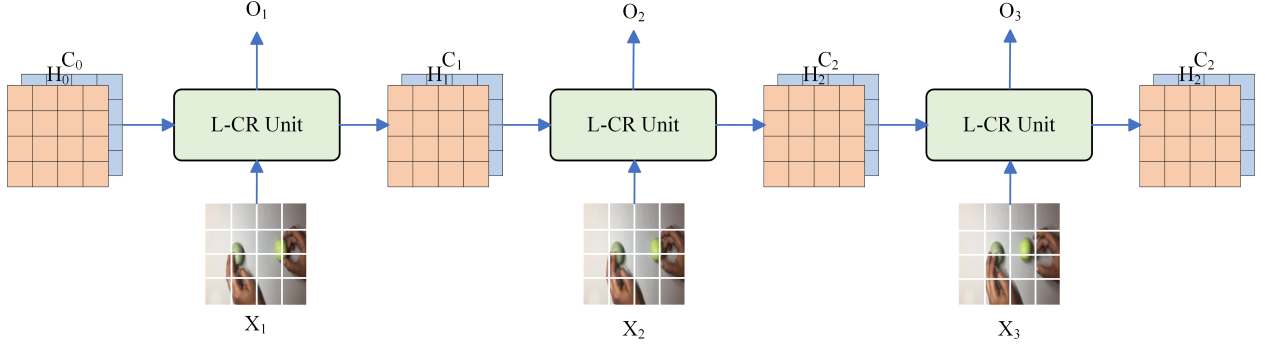 O₁
O₂
O₃
C₀
H₀
C₁
H₁
C₂
H₂
C₂
H₂
L-CR Unit
L-CR Unit
L-CR Unit
X₁
X₂
X₃